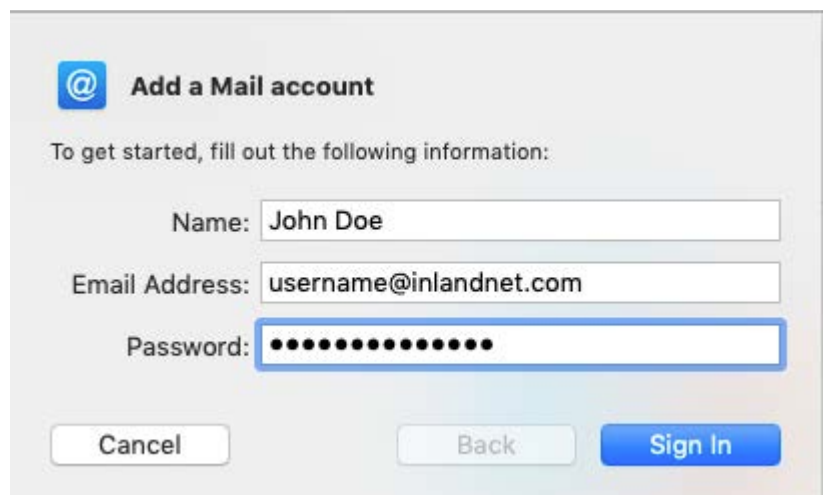 @ Add a Mail account
To get started, fill out the following information:
Name: John Doe
Email Address: username@inlandnet.com
Password: ••••••••••••••
Cancel Back Sign In